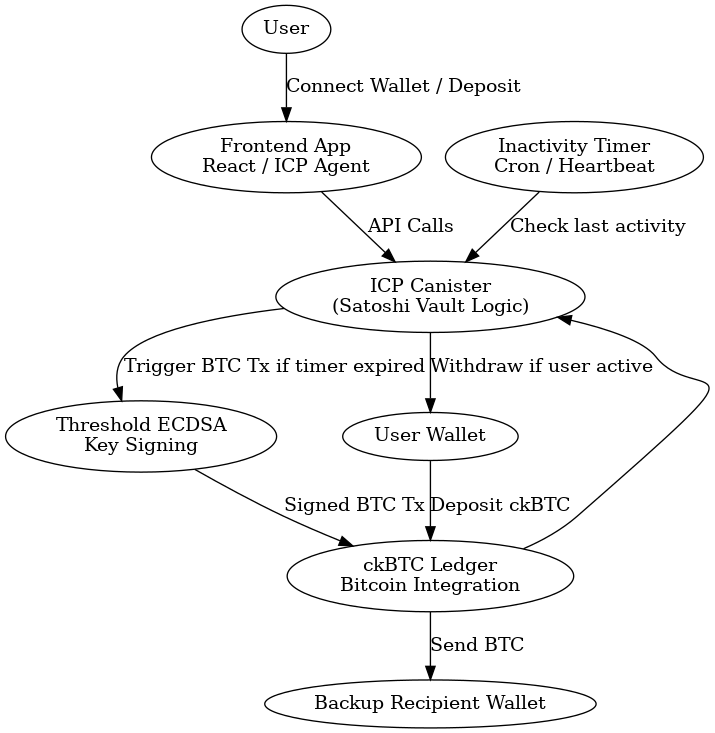 User
Connect Wallet / Deposit
Frontend App
React / ICP Agent
Inactivity Timer
Cron / Heartbeat
API Calls
Check last activity
ICP Canister
(Satoshi Vault Logic)
Trigger BTC Tx if timer expired
Withdraw if user active
Threshold ECDSA
Key Signing
User Wallet
Signed BTC Tx
Deposit ckBTC
ckBTC Ledger
Bitcoin Integration
Send BTC
Backup Recipient Wallet